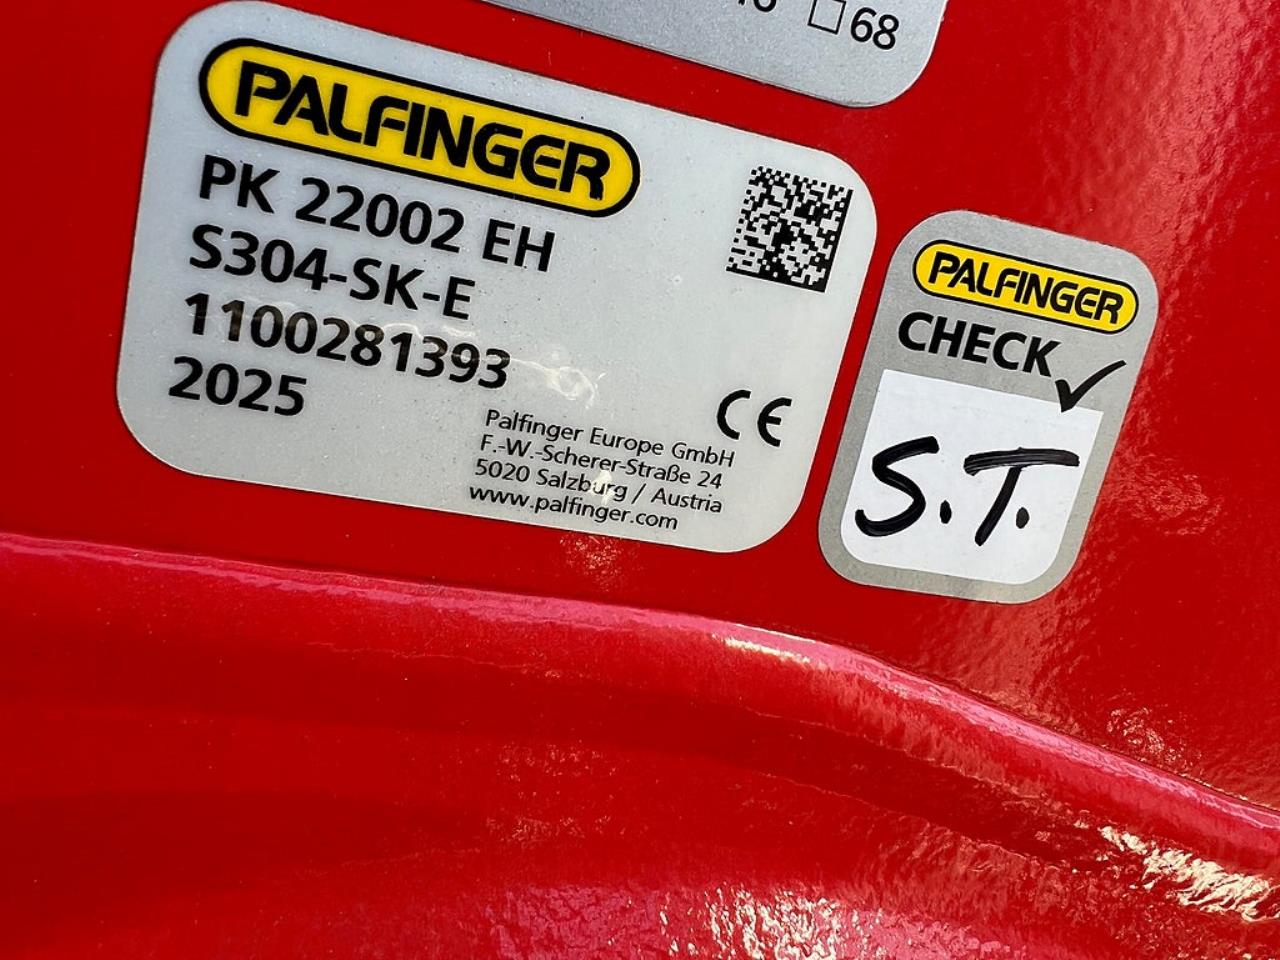 68
PALFINGER
PK 22002 EH
S304-SK-E
1100281393
2025
CE
Palfinger Europe GmbH
F.-W.-Scherer-Straße 24
5020 Salzburg / Austria
www.palfinger.com
PALFINGER
CHECK
S.T.